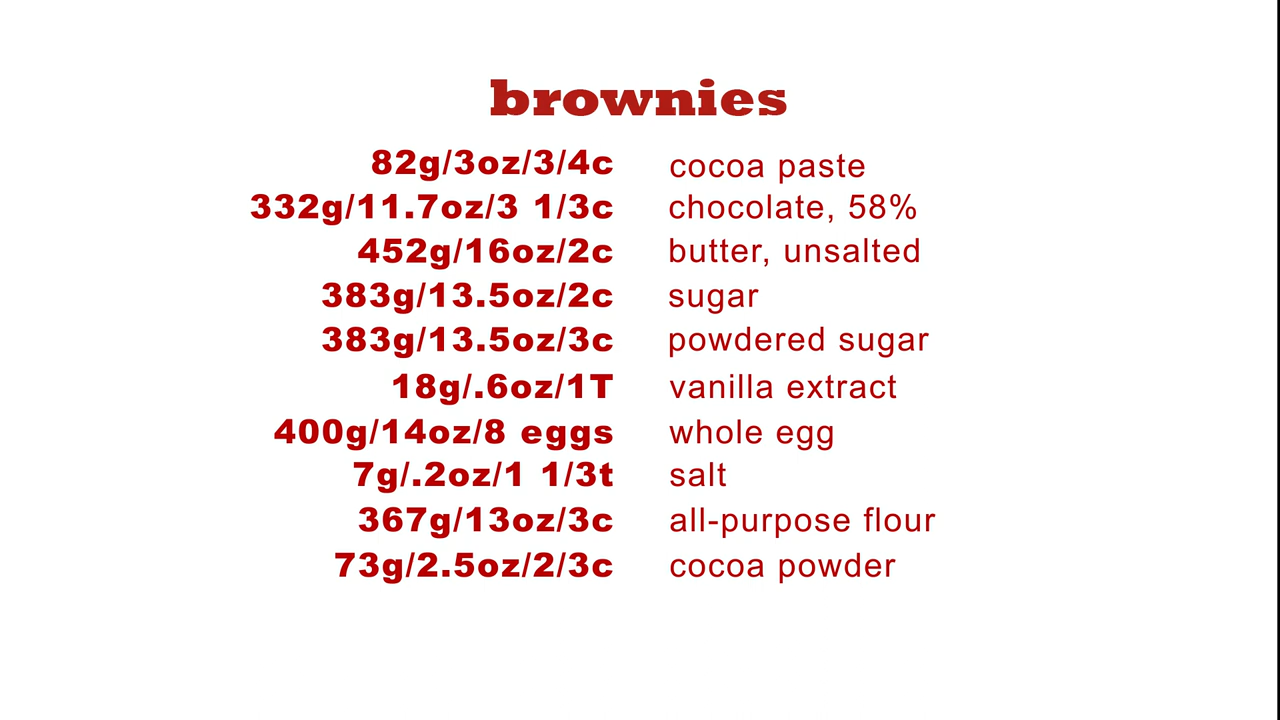 brownies
82g/3oz/3/4c cocoa paste
332g/11.7oz/3 1/3c chocolate, 58%
452g/16oz/2c butter, unsalted
383g/13.5oz/2c sugar
383g/13.5oz/3c powdered sugar
18g/.6oz/1T vanilla extract
400g/14oz/8 eggs whole egg
7g/.2oz/1 1/3t salt
367g/13oz/3c all-purpose flour
73g/2.5oz/2/3c cocoa powder